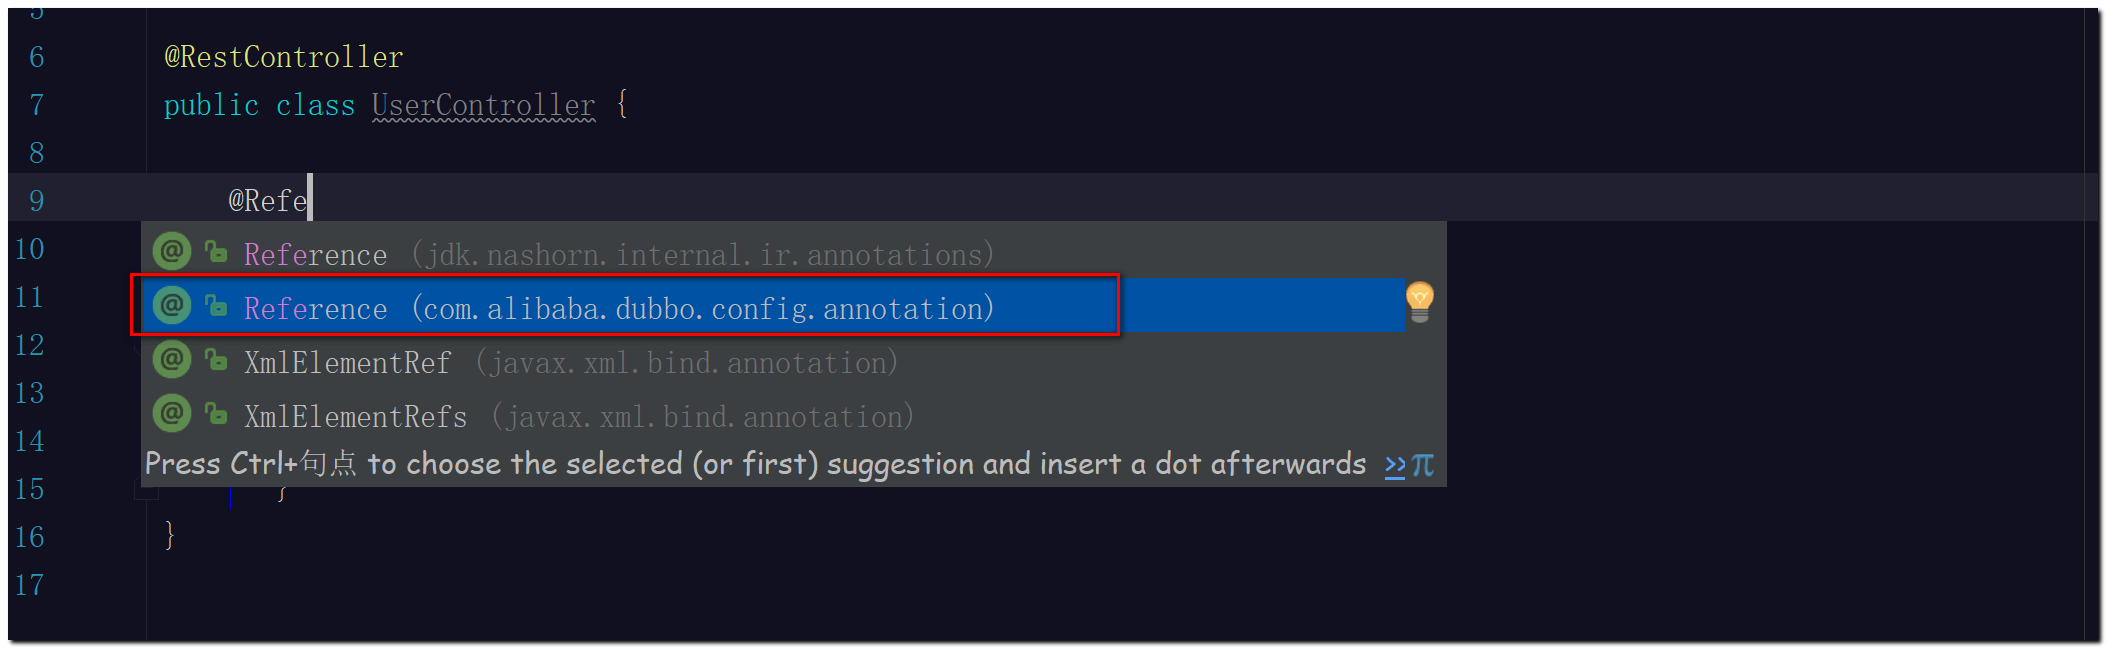 5
6 @RestController
7 public class UserController {
8
9 @Refe
10 Reference (jdk.nashorn.internal.ir.annotations)
11 Reference (com.alibaba.dubbo.config.annotation)
12 XmlElementRef (javax.xml.bind.annotation)
13 XmlElementRefs (javax.xml.bind.annotation)
14 Press Ctrl+句点 to choose the selected (or first) suggestion and insert a dot afterwards >> π
15 }
16 }
17